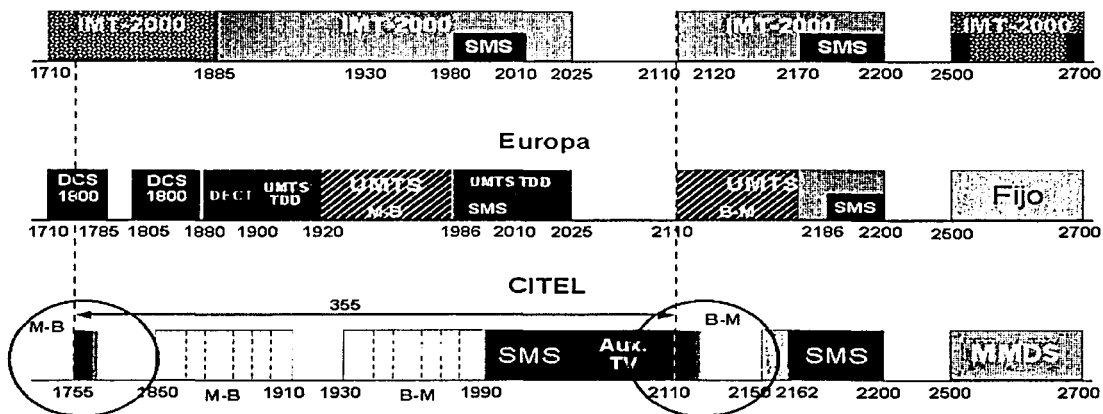 IMT-2000 IMT-2000 IMT-2000 IMT-2000
SMS SMS
1710 1885 1930 1980 2010 2025 2110 2120 2170 2200 2500 2700
Europa
DCS 1800 DCS 1800 DECT UMTS TDD UMTS M-B UMTS TDD SMS UMTS B-M SMS Fijo
1710 1785 1805 1880 1900 1920 1986 2010 2025 2110 2186 2200 2500 2700
CITEL
355
M-B B-M
SMS Aux. TV SMS MMDS
1755 2850 M-B 1910 1930 B-M 1990 2110 2150 2162 2200 2500 2700